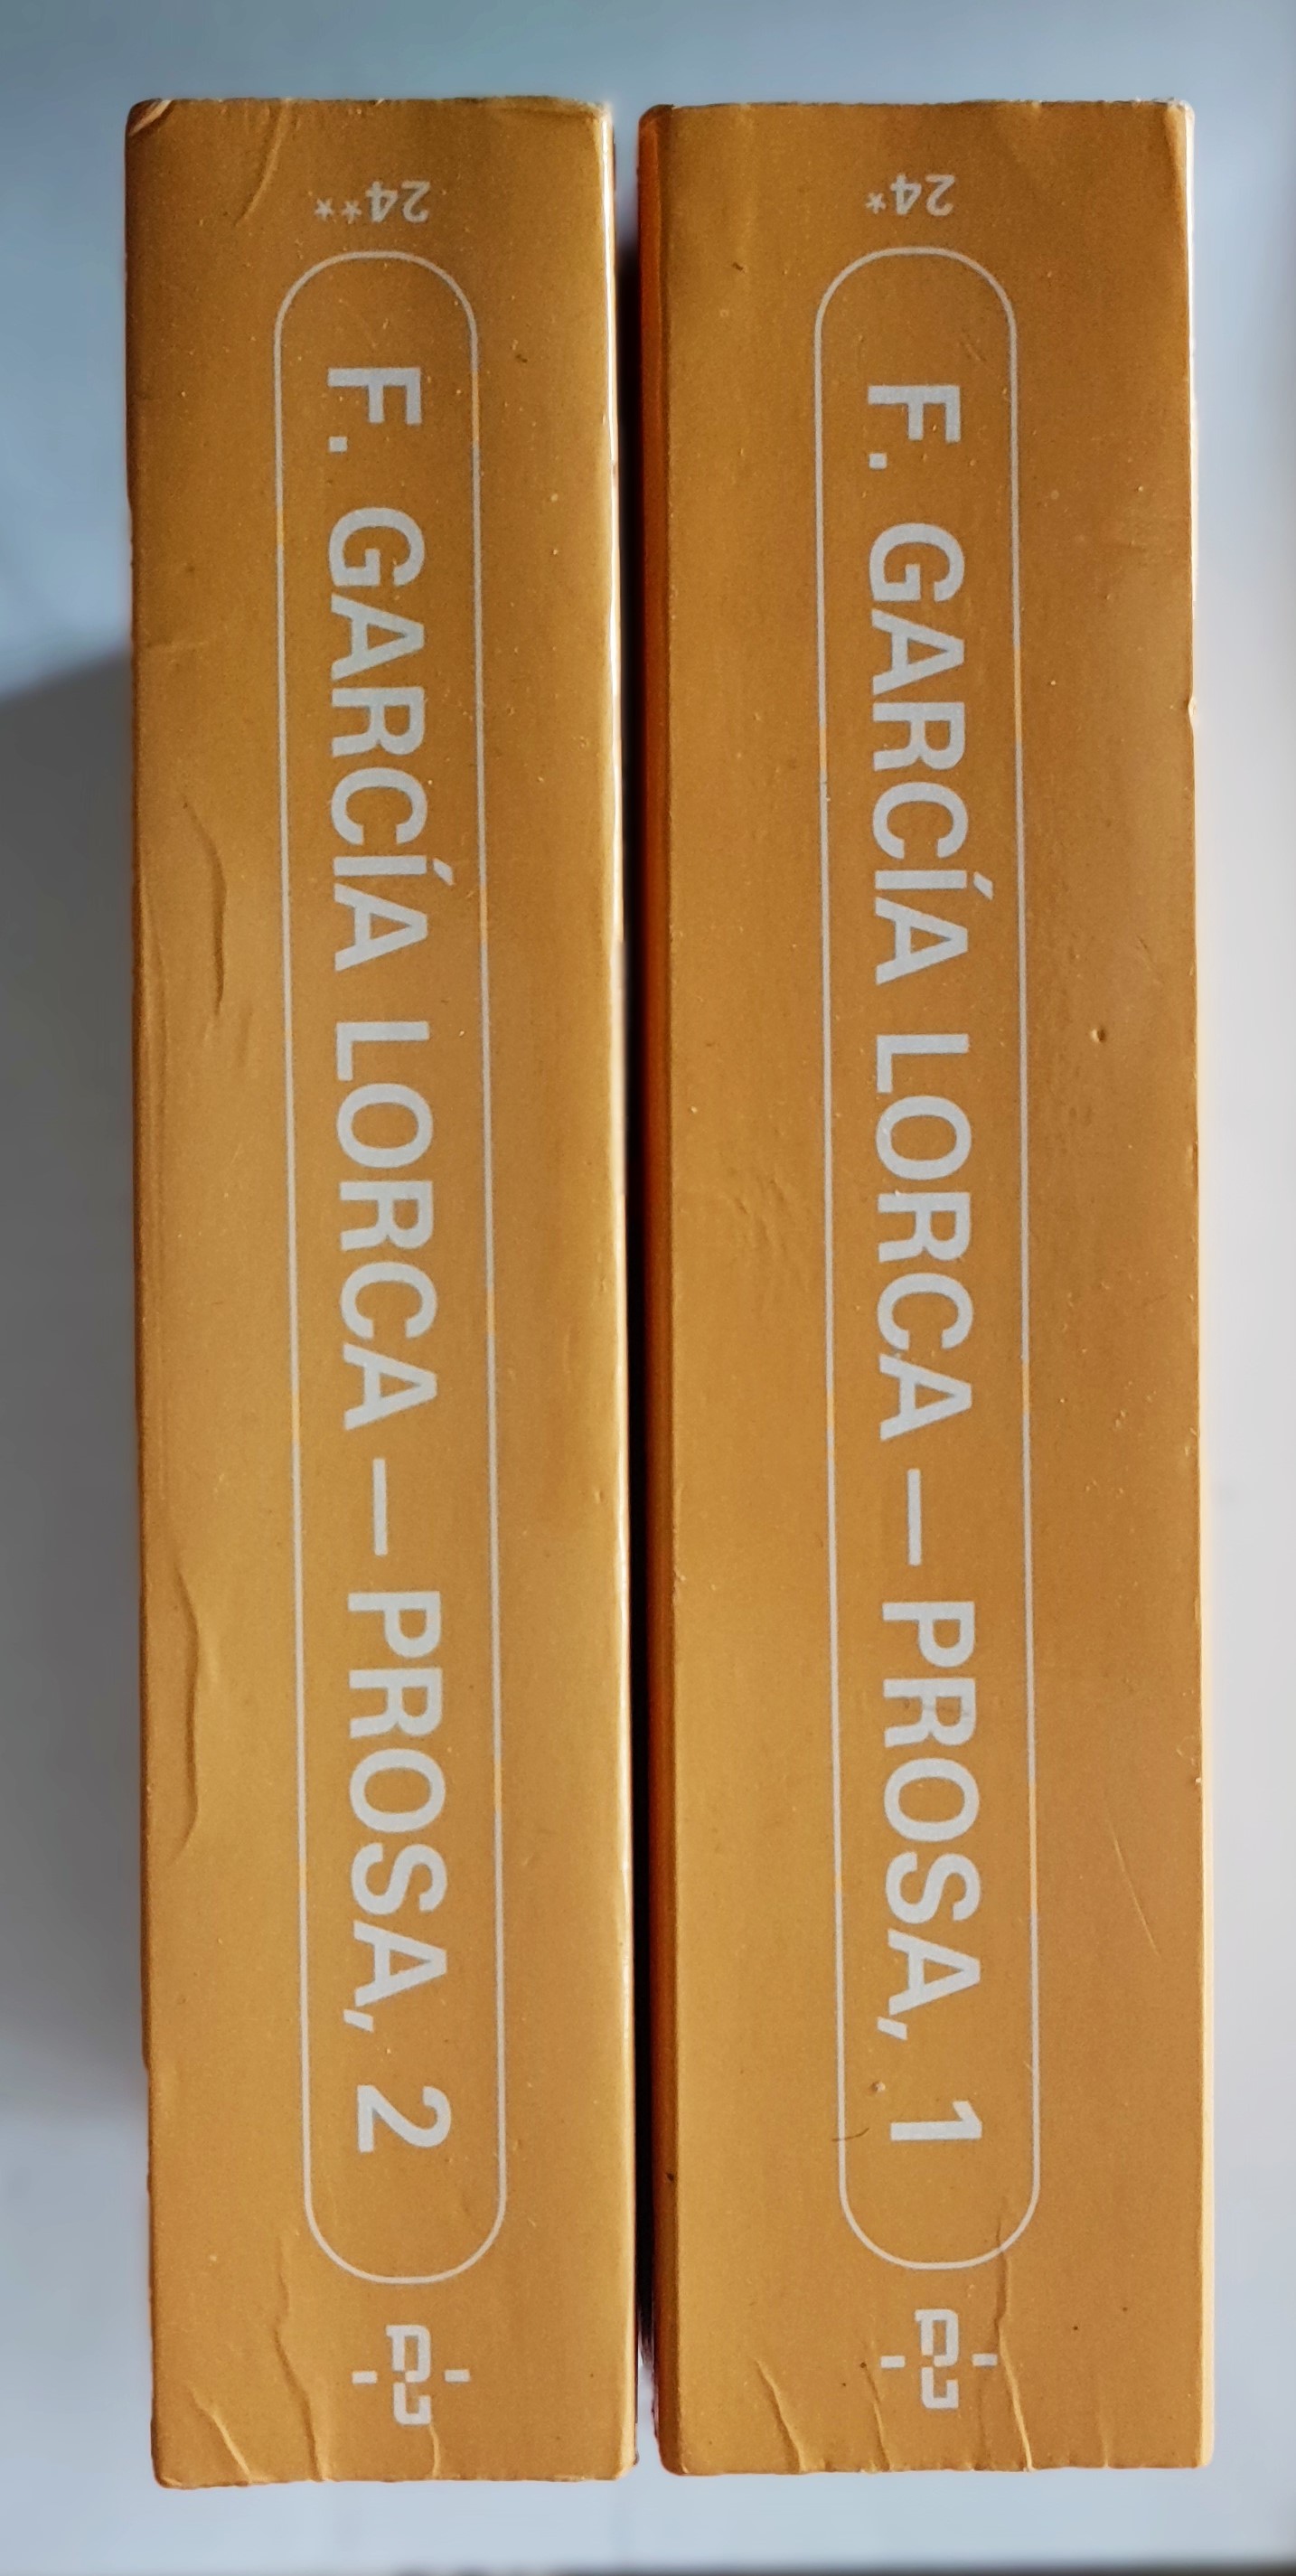 24**
F. GARCÍA LORCA — PROSA, 2
24*
F. GARCÍA LORCA — PROSA, 1